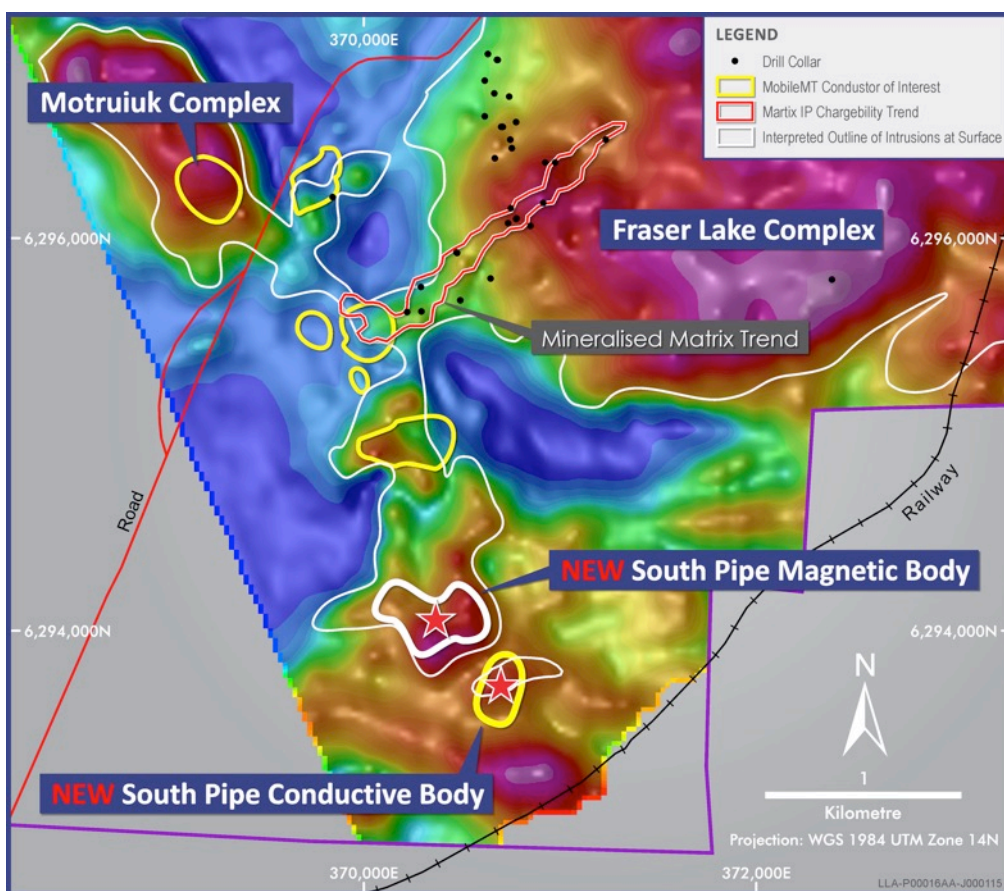 370,000E
LEGEND
Drill Collar
MobileMT Condustor of Interest
Martix IP Chargbility Trend
Interpreted Outline of Intrusions at Surface
Motruiuk Complex
6,296,000N
Fraser Lake Complex
6,296,000N
Mineralised Matrix Trend
Road
Railway
NEW South Pipe Magnetic Body
6,294,000N
6,294,000N
N
NEW South Pipe Conductive Body
1
Kilometre
Projection: WGS 1984 UTM Zone 14N
370,000E
372,000E
LLA-P00016AA-J000115